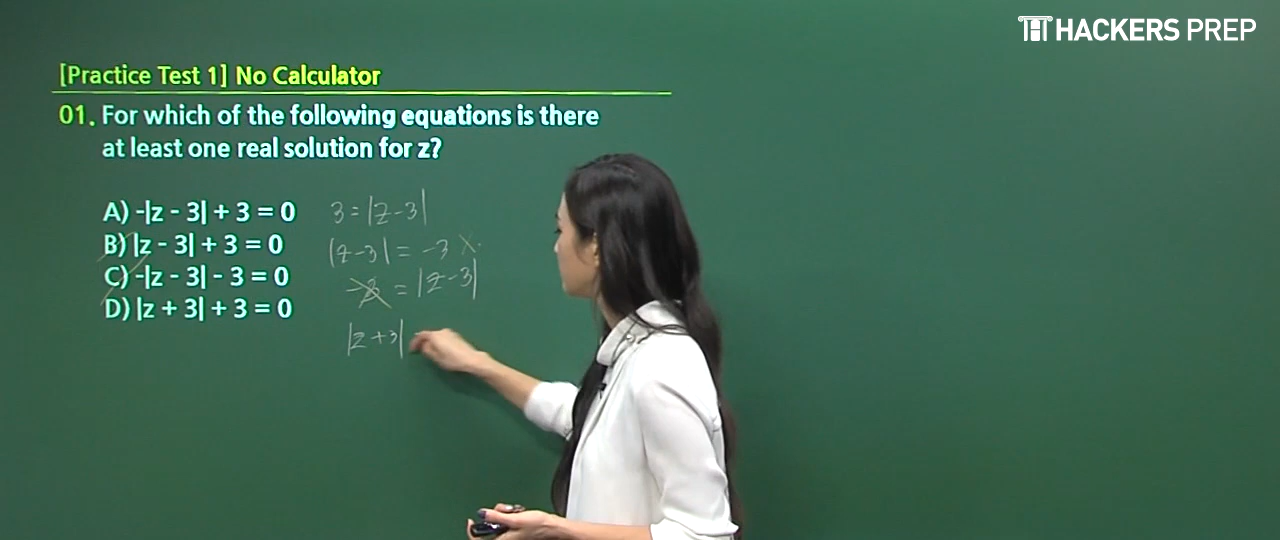 HACKERS PREP
[Practice Test 1] No Calculator
01. For which of the following equations is there
at least one real solution for z?
A) -|z - 3| + 3 = 0 3 = |z-3|
B) |z - 3| + 3 = 0 |z-3| = -3 X.
C) -|z - 3| - 3 = 0 -3 = |z-3|
D) |z + 3| + 3 = 0
|z+3|